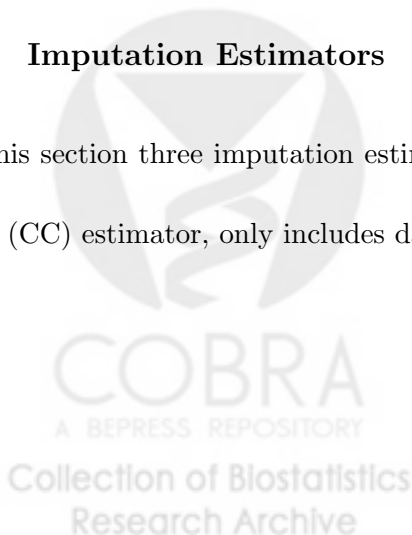 Imputation Estimators
his section three imputation esti
(CC) estimator, only includes d
COBRA
A BEPRESS REPOSITORY
Collection of Biostatistics
Research Archive